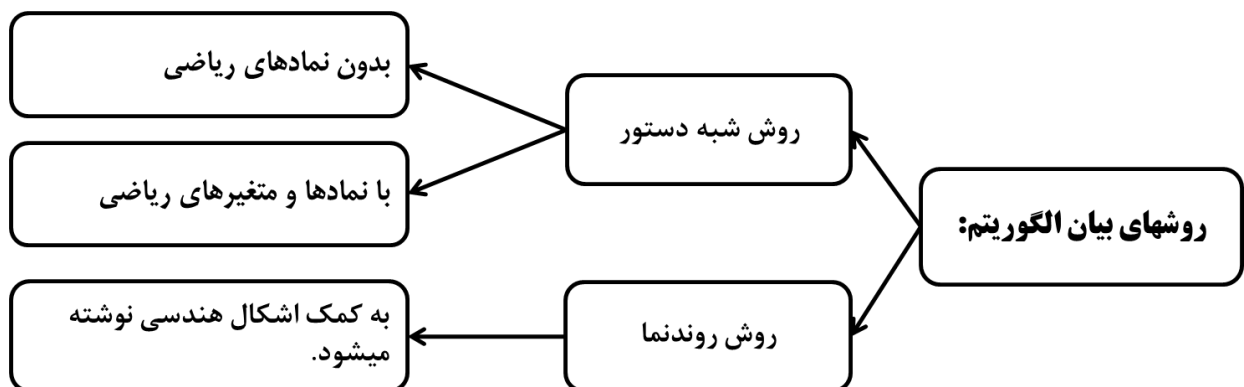 روشهای بیان الگوریتم:
روش شبه دستور
بدون نمادهای ریاضی
با نمادها و متغیرهای ریاضی
روش روندنما
به کمک اشکال هندسی نوشته
میشود.